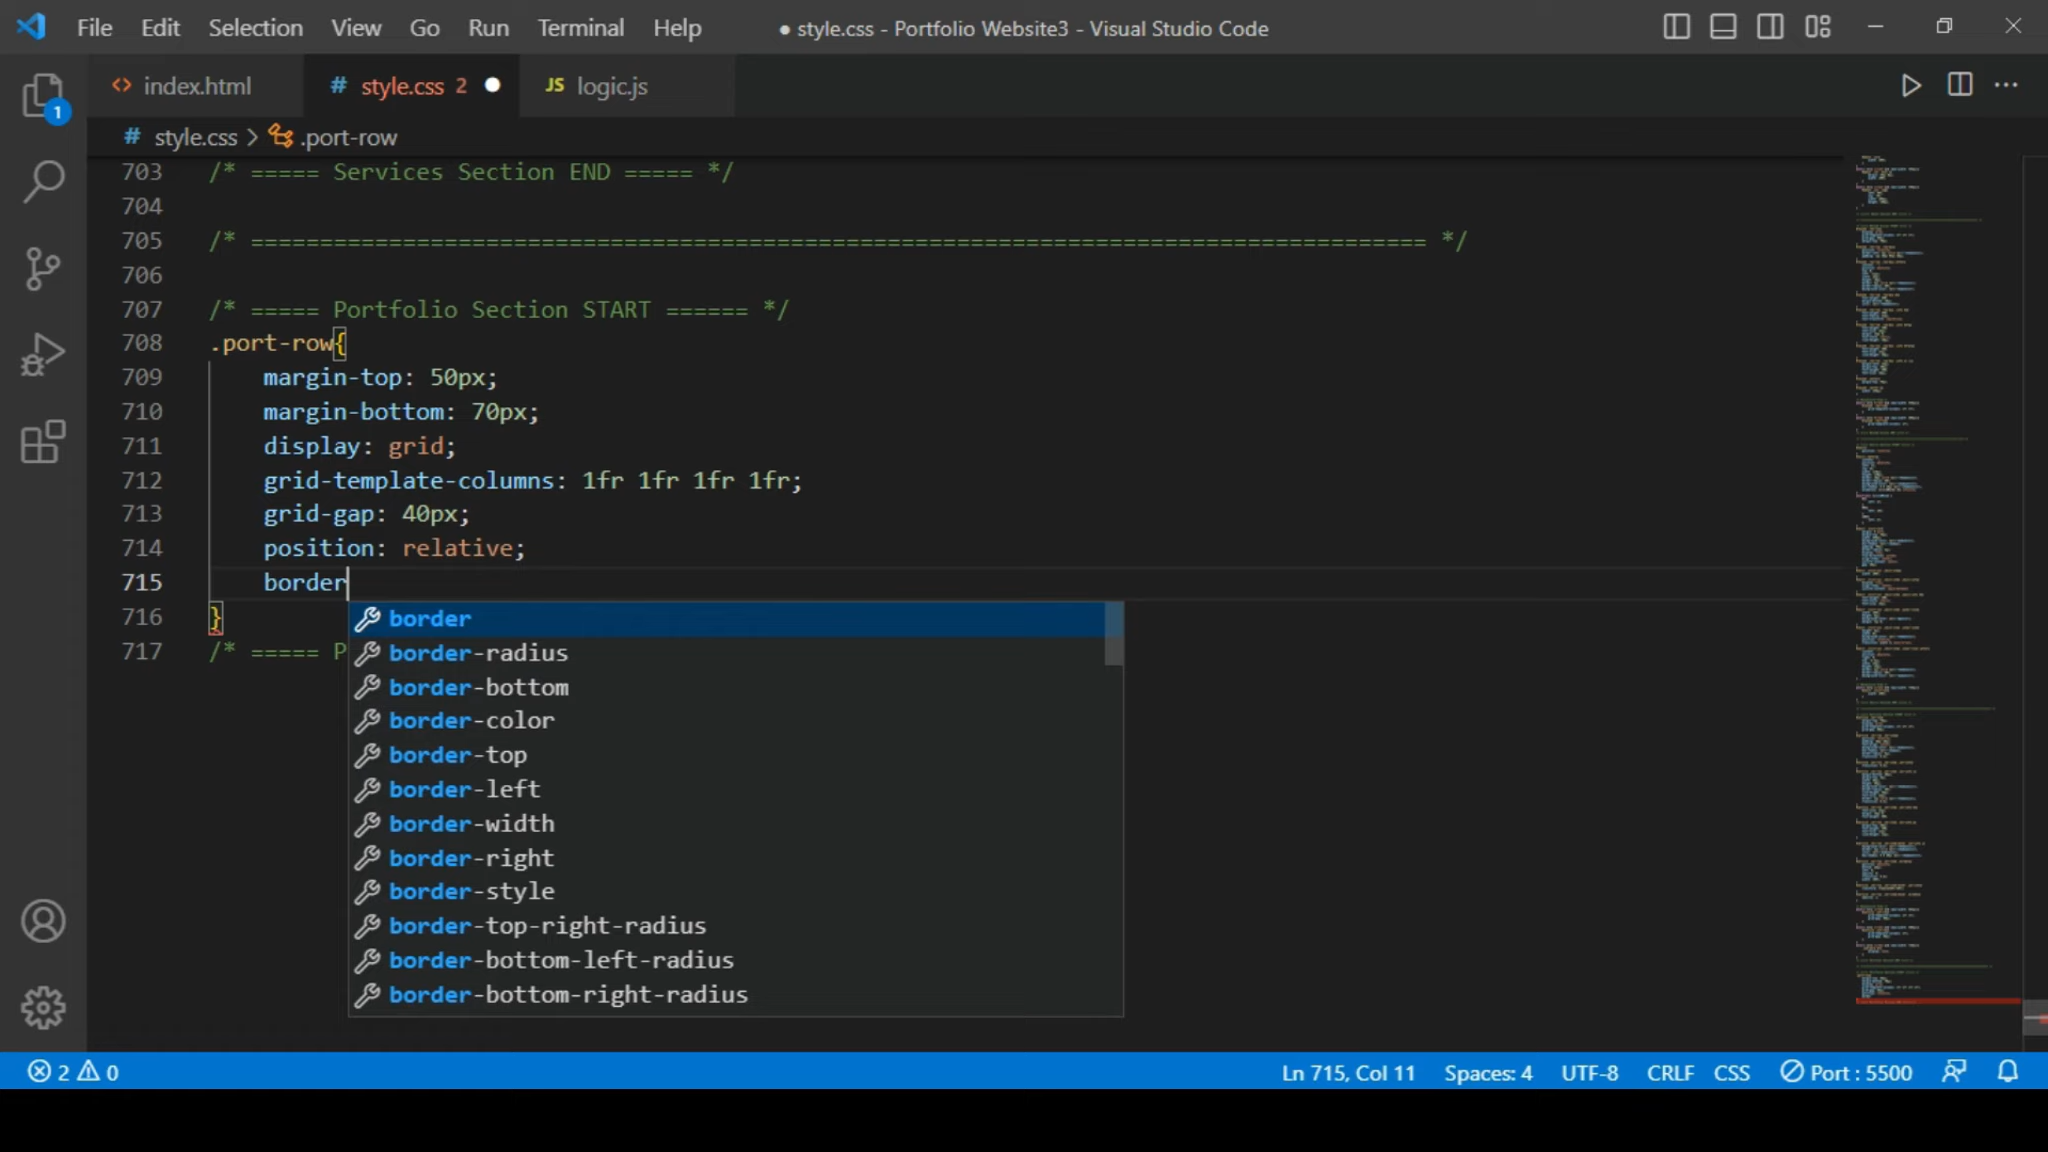 File Edit Selection View Go Run Terminal Help ● style.css - Portfolio Website3 - Visual Studio Code
1
<> index.html # style.css 2 ● JS logic.js
# style.css > .port-row
703 /* ===== Services Section END ===== */
704
705 /* ===================================================================================== */
706
707 /* ===== Portfolio Section START ====== */
708 .port-row{
709 margin-top: 50px;
710 margin-bottom: 70px;
711 display: grid;
712 grid-template-columns: 1fr 1fr 1fr 1fr;
713 grid-gap: 40px;
714 position: relative;
715 border
716 }
717 /* ===== P
border
border-radius
border-bottom
border-color
border-top
border-left
border-width
border-right
border-style
border-top-right-radius
border-bottom-left-radius
border-bottom-right-radius
2 0 Ln 715, Col 11 Spaces: 4 UTF-8 CRLF CSS Port : 5500